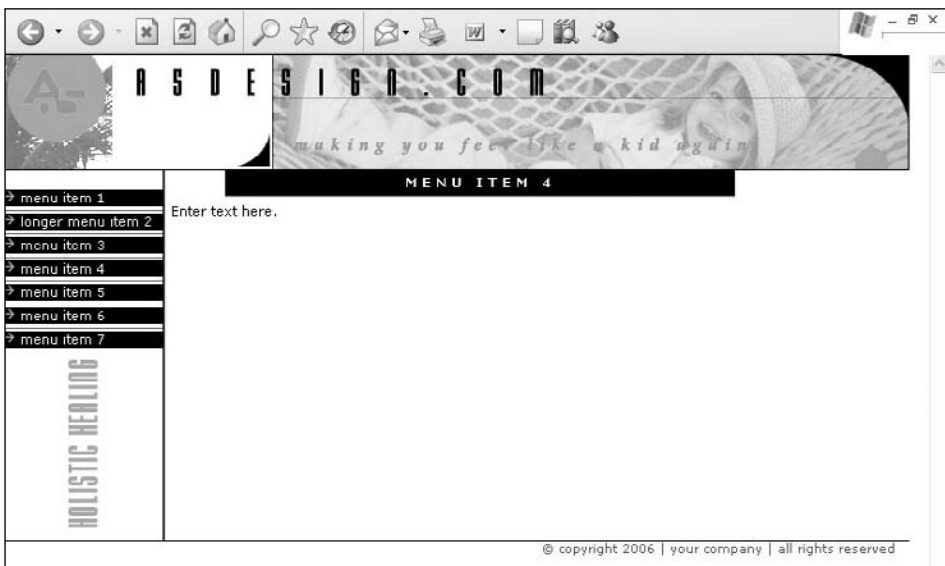 A-
ASDESIGN.COM
making you feel like a kid again
MENU ITEM 4
menu item 1
longer menu item 2
menu item 3
menu item 4
menu item 5
menu item 6
menu item 7
Enter text here.
HOLISTIC HEALING
© copyright 2006 | your company | all rights reserved